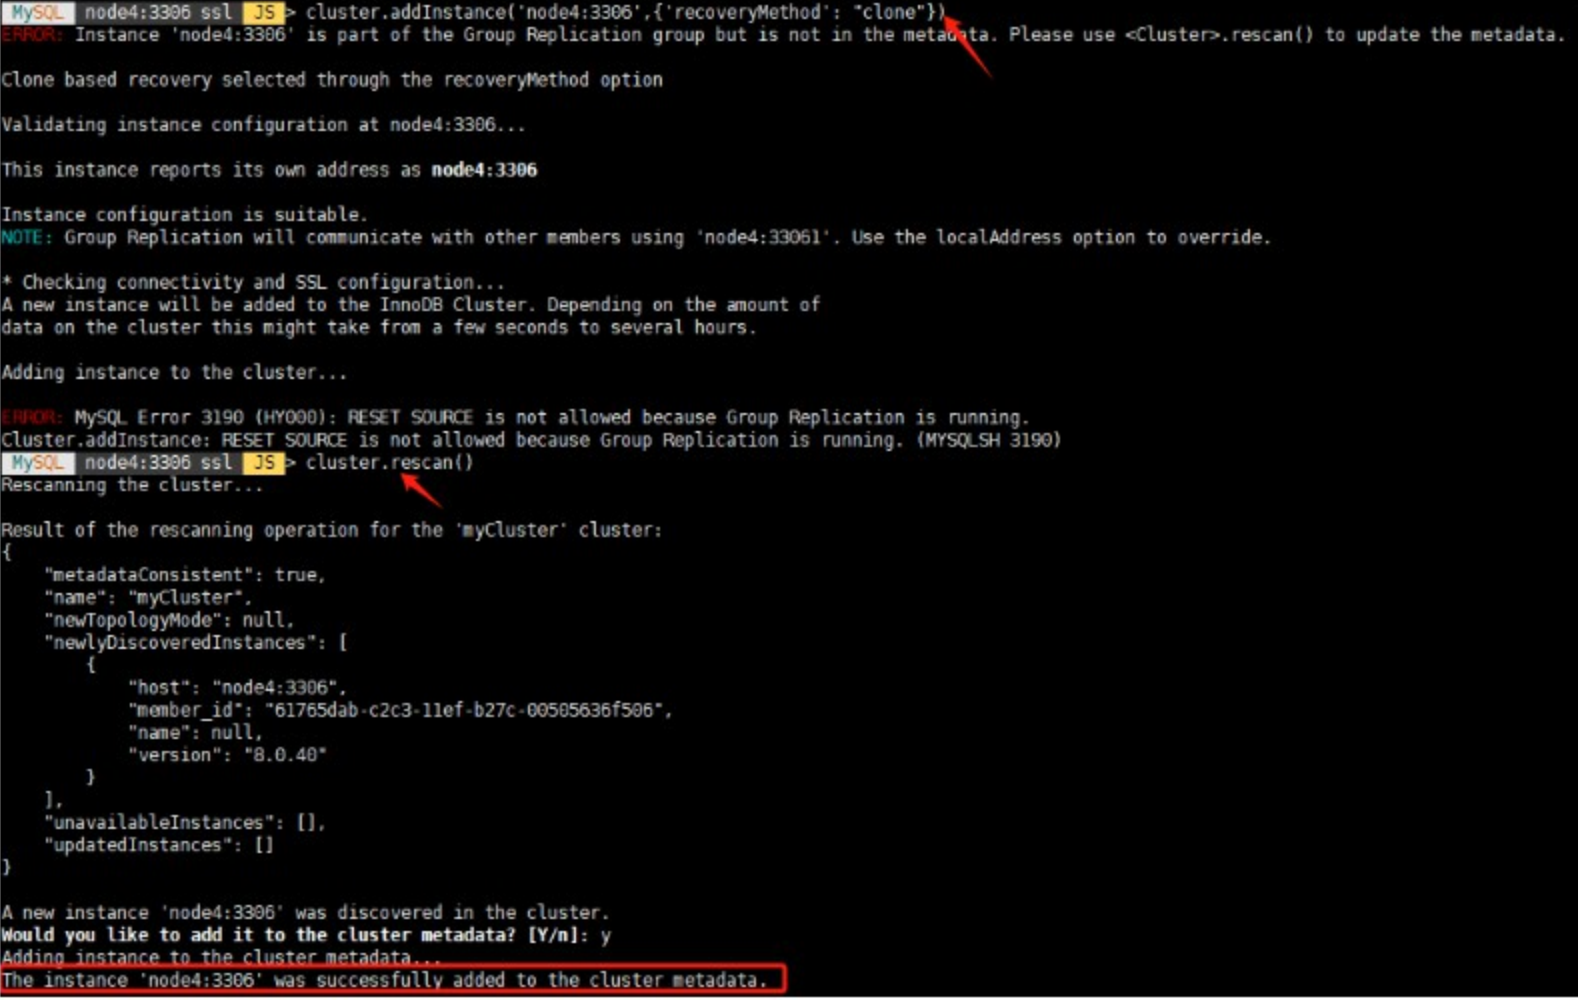 MySQL node4:3306 ssl JS > cluster.addInstance('node4:3306',{'recoveryMethod': "clone"})
ERROR: Instance 'node4:3306' is part of the Group Replication group but is not in the metadata. Please use <Cluster>.rescan() to update the metadata.
Clone based recovery selected through the recoveryMethod option
Validating instance configuration at node4:3306...
This instance reports its own address as node4:3306
Instance configuration is suitable.
NOTE: Group Replication will communicate with other members using 'node4:33061'. Use the localAddress option to override.
* Checking connectivity and SSL configuration...
A new instance will be added to the InnoDB Cluster. Depending on the amount of
data on the cluster this might take from a few seconds to several hours.
Adding instance to the cluster...
ERROR: MySQL Error 3190 (HY000): RESET SOURCE is not allowed because Group Replication is running.
Cluster.addInstance: RESET SOURCE is not allowed because Group Replication is running. (MYSQLSH 3190)
MySQL node4:3306 ssl JS > cluster.rescan()
Rescanning the cluster...
Result of the rescanning operation for the 'myCluster' cluster:
{
"metadataConsistent": true,
"name": "myCluster",
"newTopologyMode": null,
"newlyDiscoveredInstances": [
{
"host": "node4:3306",
"member_id": "61765dab-c2c3-11ef-b27c-00505636f506",
"name": null,
"version": "8.0.40"
}
],
"unavailableInstances": [],
"updatedInstances": []
}
A new instance 'node4:3306' was discovered in the cluster.
Would you like to add it to the cluster metadata? [Y/n]: y
Adding instance to the cluster metadata...
The instance 'node4:3306' was successfully added to the cluster metadata.